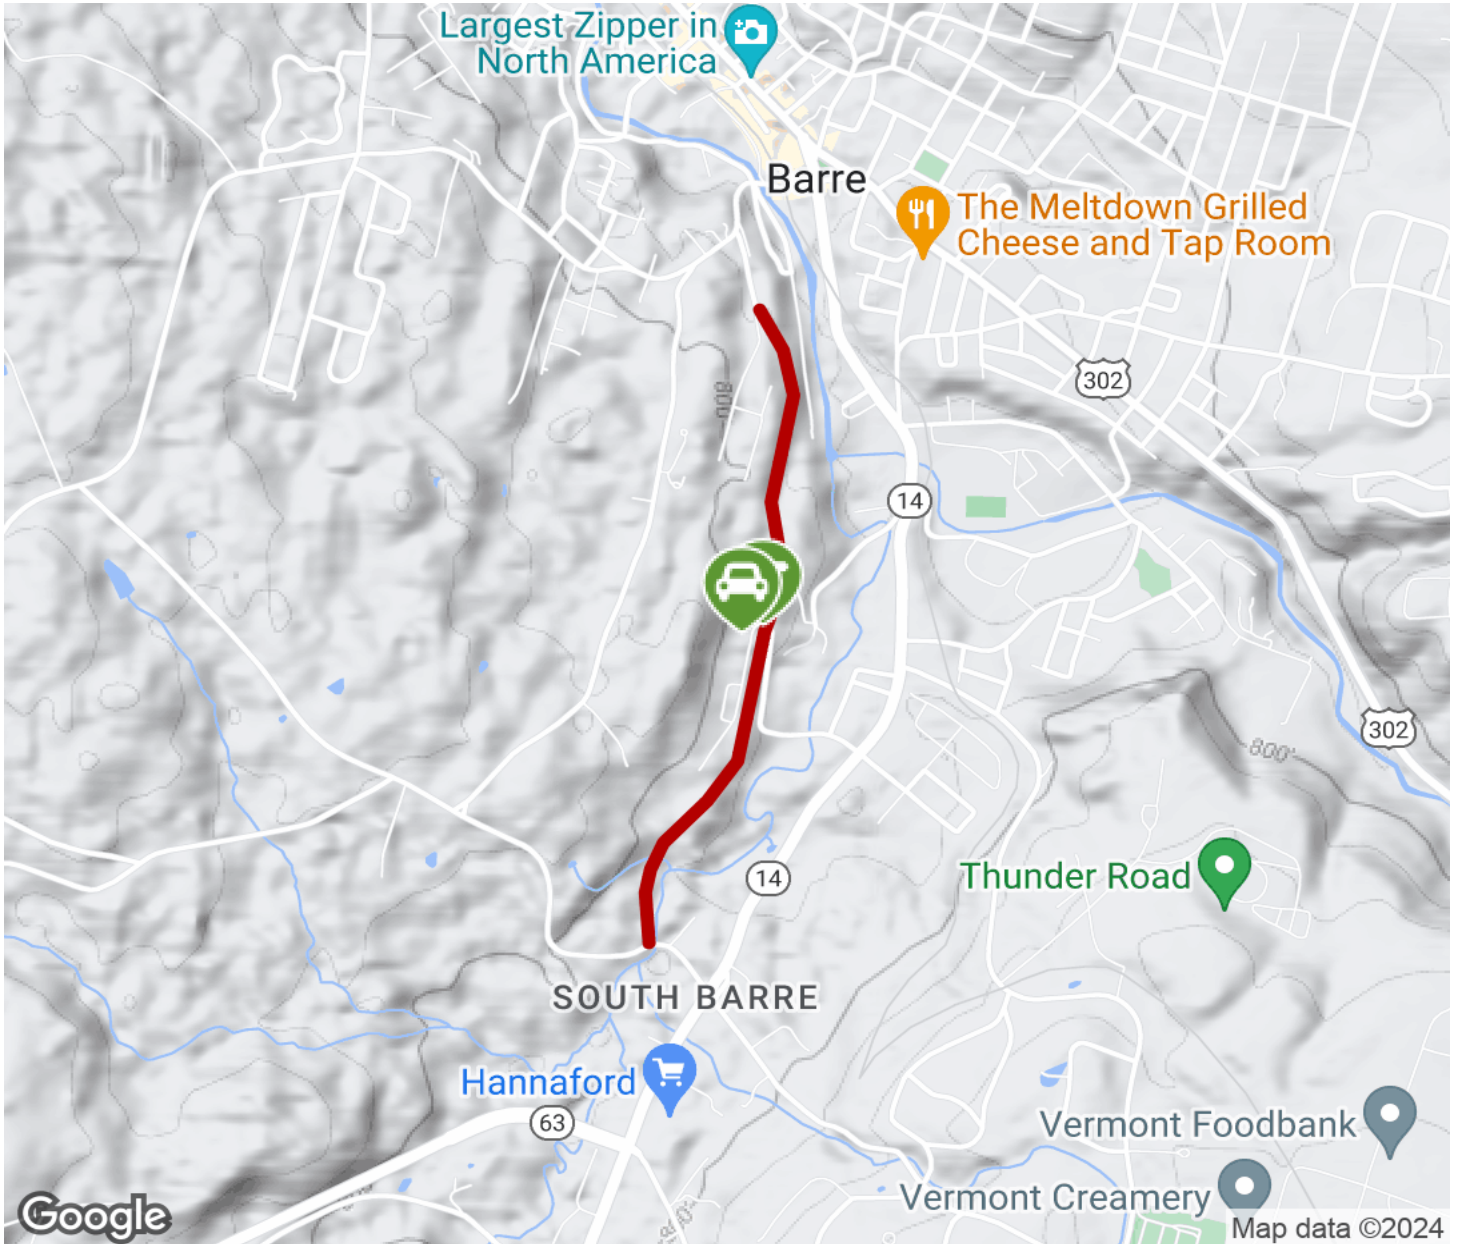 Largest Zipper in
North America
Barre
The Meltdown Grilled
Cheese and Tap Room
302
800
14
302
800'
14
Thunder Road
SOUTH BARRE
Hannaford
63
Vermont Foodbank
Vermont Creamery
Google
Map data ©2024